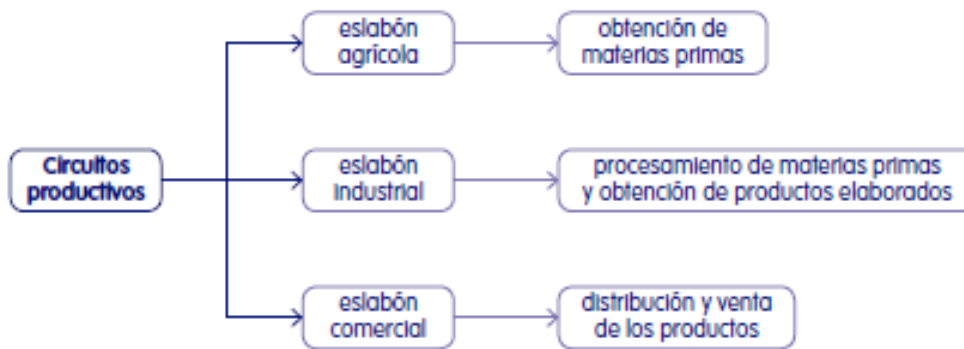 eslabón
agrícola
obtención de
materias primas
Circuitos
productivos
eslabón
industrial
procesamiento de materias primas
y obtención de productos elaborados
eslabón
comercial
distribución y venta
de los productos